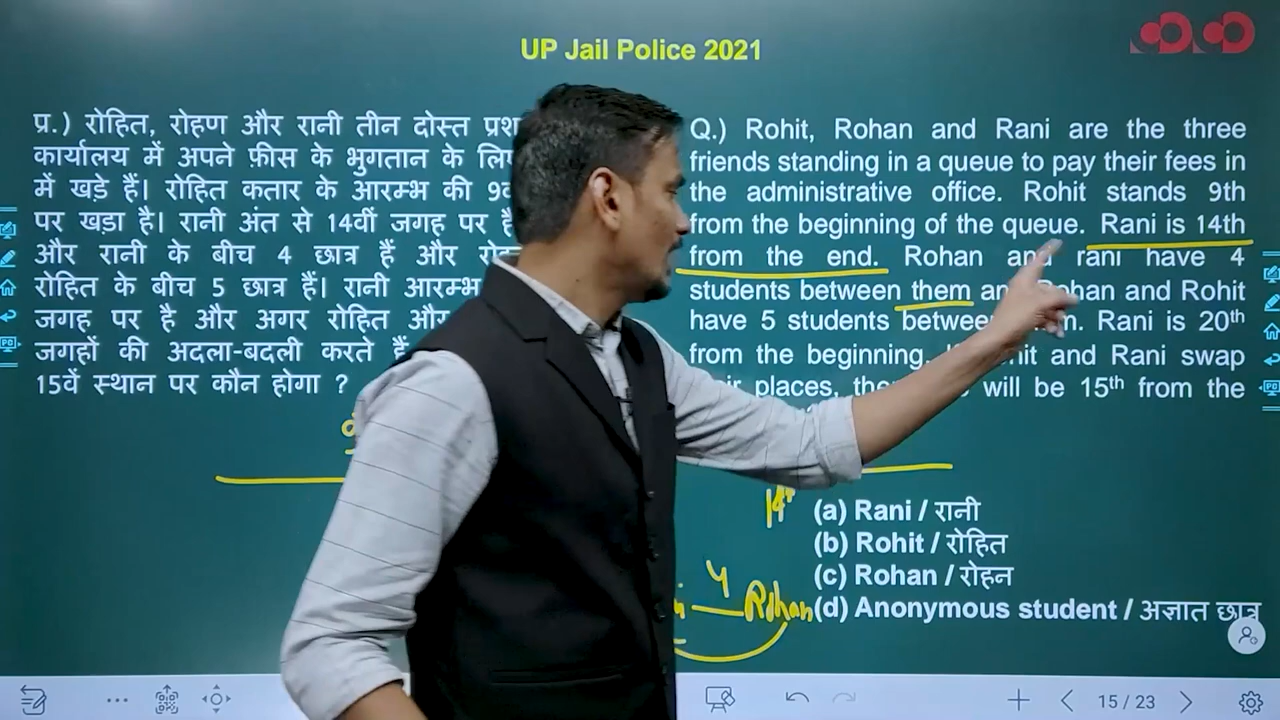 UP Jail Police 2021
प्र.) रोहित, रोहण और रानी तीन दोस्त
कार्यालय में अपने फ़ीस के भुगतान के
में खड़े हैं। रोहित कतार के आरम्भ की
पर खड़ा है। रानी अंत से 14वीं जगह पर
और रानी के बीच 4 छात्र हैं और
रोहित के बीच 5 छात्र हैं। रानी
जगह पर है और अगर रोहित और
जगहों की अदला-बदली करते
15वें स्थान पर कौन होगा ?
Q.) Rohit, Rohan and Rani are the three
friends standing in a queue to pay their fees in
the administrative office. Rohit stands 9th
from the beginning of the queue. Rani is 14th
from the end. Rohan and rani have 4
students between them and Rohan and Rohit
have 5 students between Rani is 20th
from the beginning. and Rani swap
places, will be 15th from the
14th
(a) Rani / रानी
(b) Rohit / रोहित
(c) Rohan / रोहन
4 Rohan
(d) Anonymous student / अज्ञात छात्र
15 / 23